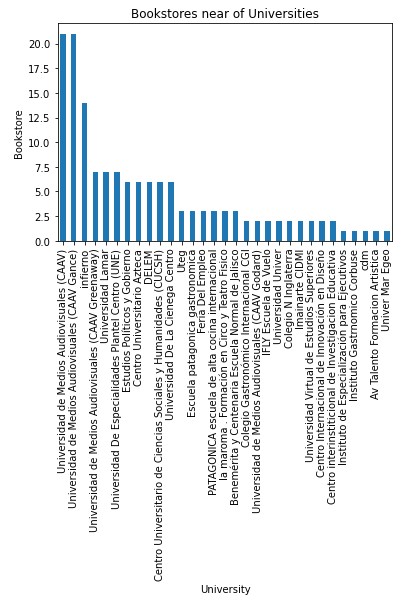 Bookstores near of Universities
Bookstore
20.0
17.5
15.0
12.5
10.0
7.5
5.0
2.5
0.0
Universidad de Medios Audiovisuales (CAAV)
Universidad de Medios Audiovisuales (CAAV Gance)
infierno
Universidad de Medios Audiovisuales (CAAV Greenaway)
Universidad Lamar
Universidad De Especialidades Plantel Centro (UNE)
Estudios Políticos y Gobierno
Centro Universitario Azteca
DELEM
Centro Universitario de Ciencias Sociales y Humanidades (CUCSH)
Universidad De La Cienega Centro
Uteg
Escuela patagonica gastronomica
Feria Del Empleo
PATAGONICA escuela de alta cocina internacional
la maroma . Formación en Circo y Teatro Fisico
Benemérita y Centenaria Escuela Normal de Jalisco
Colegio Gastronómico Internacional CGI
Universidad de Medios Audiovisuales (CAAV Godard)
IFLY Escuela de Vuelo
Universidad Univer
Colegio N Inglaterra
Imainarte CIDMI
Universidad Virtual de Estudios Superiores
Centro Internacional de Innovación en Diseño
Centro interinstiticional de Investigacion Educativa
Instituto de Especialización para Ejecutivos
Instituto Gastrnomico Corbuse
cdm
Av Talento Formacion Artistica
Univer Mar Egeo
University